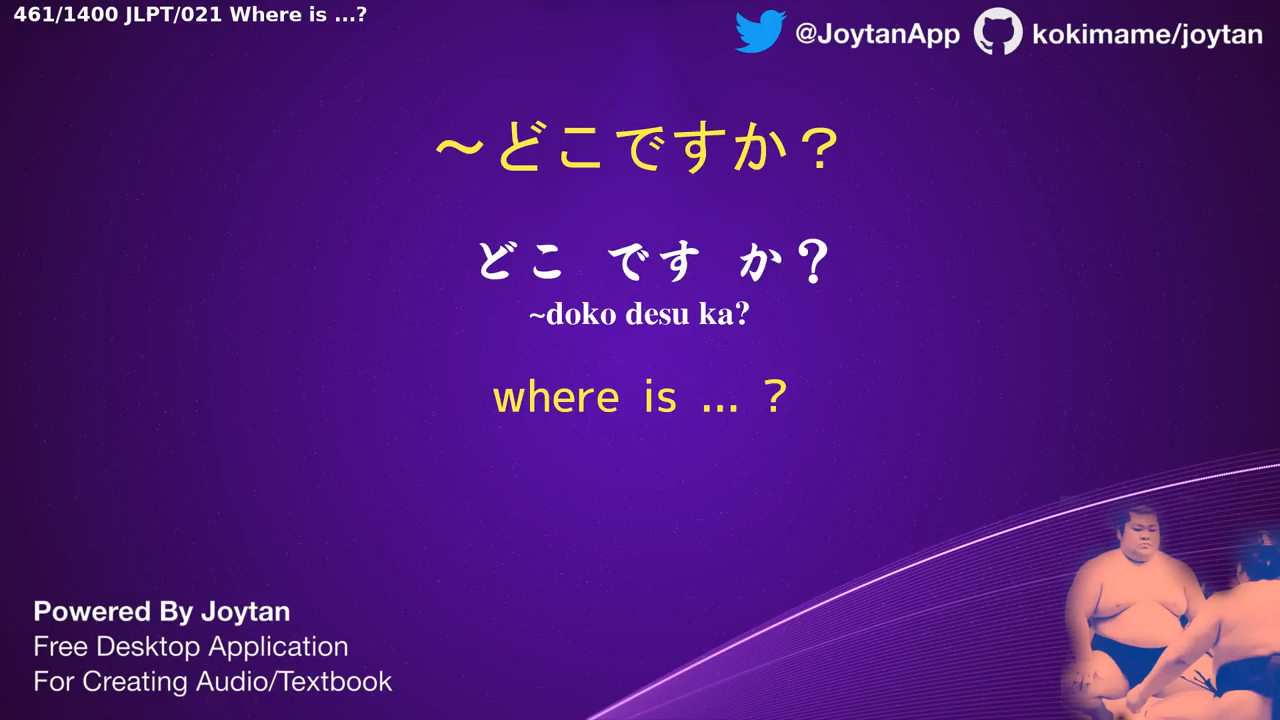 461/1400 JLPT/021 Where is ...?
@JoytanApp kokimame/joytan
～どこですか？
どこ です か？
~doko desu ka?
where is ... ?
Powered By Joytan
Free Desktop Application
For Creating Audio/Textbook